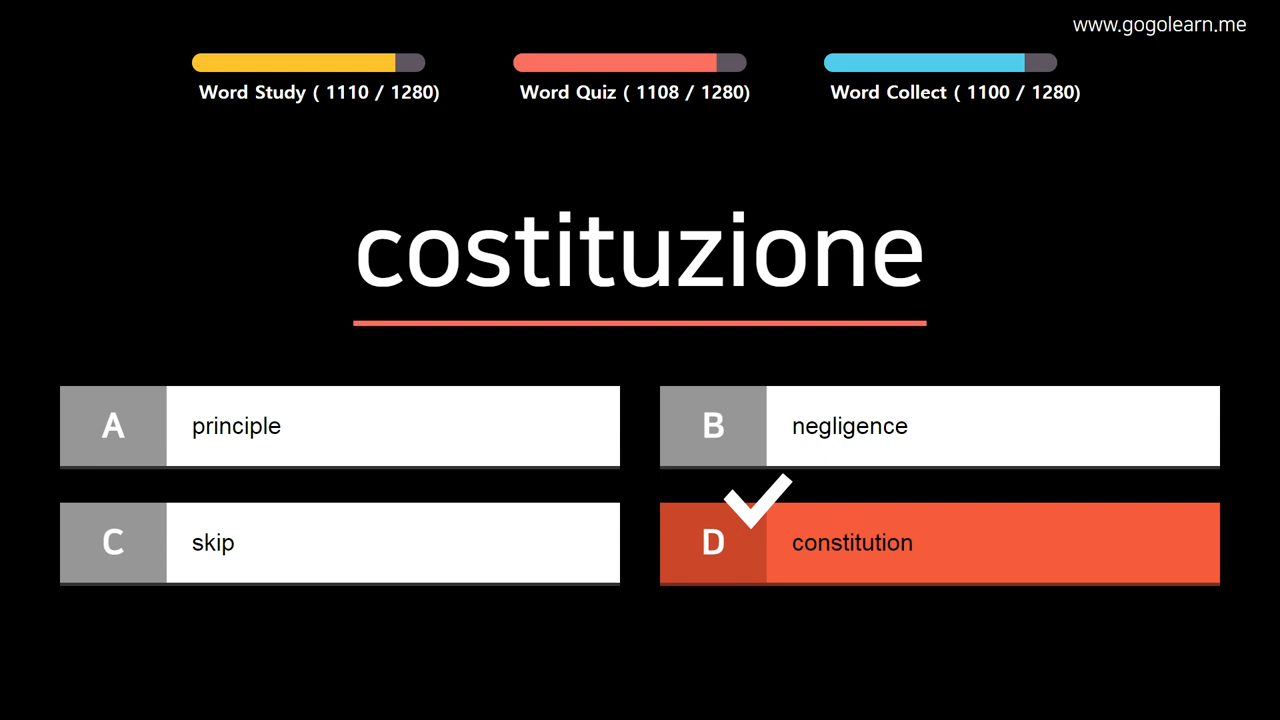 www.gogolearn.me
Word Study ( 1110 / 1280)
Word Quiz ( 1108 / 1280)
Word Collect ( 1100 / 1280)
costituzione
A principle
B negligence
C skip
D constitution